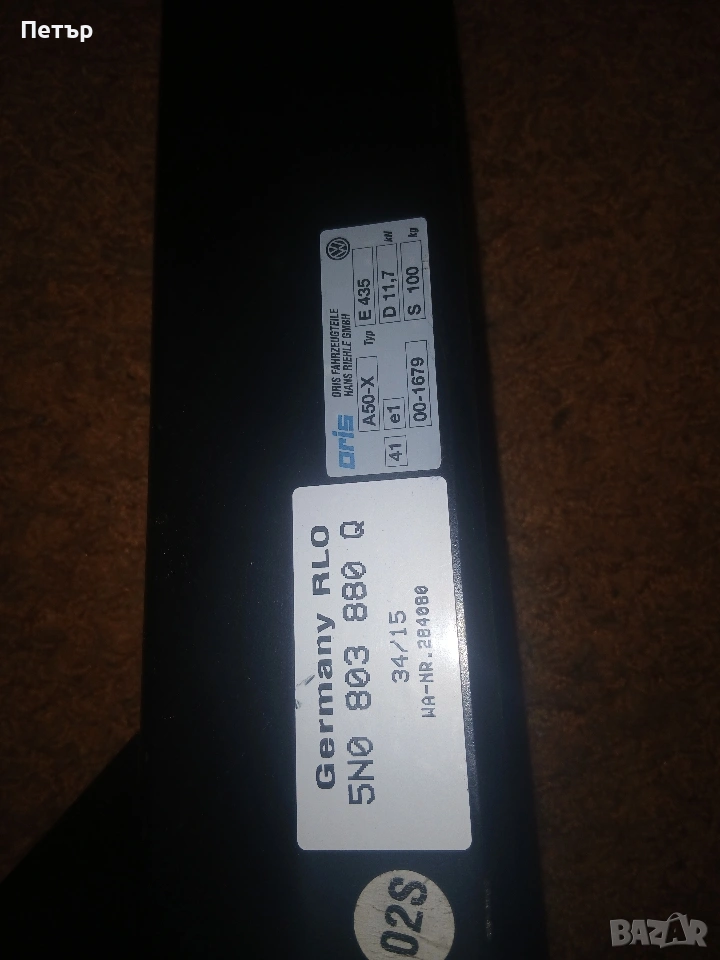 Петър
oris
ORIS FAHRZEUGTEILE
HANS RIEHLE GMBH
A50-X Typ E 435
41 e1 D 11,7 kN
00-1679 S 100 kg
Germany RLO
5N0 803 880 Q
34/15
WA-NR.284080
02S
BAZAR